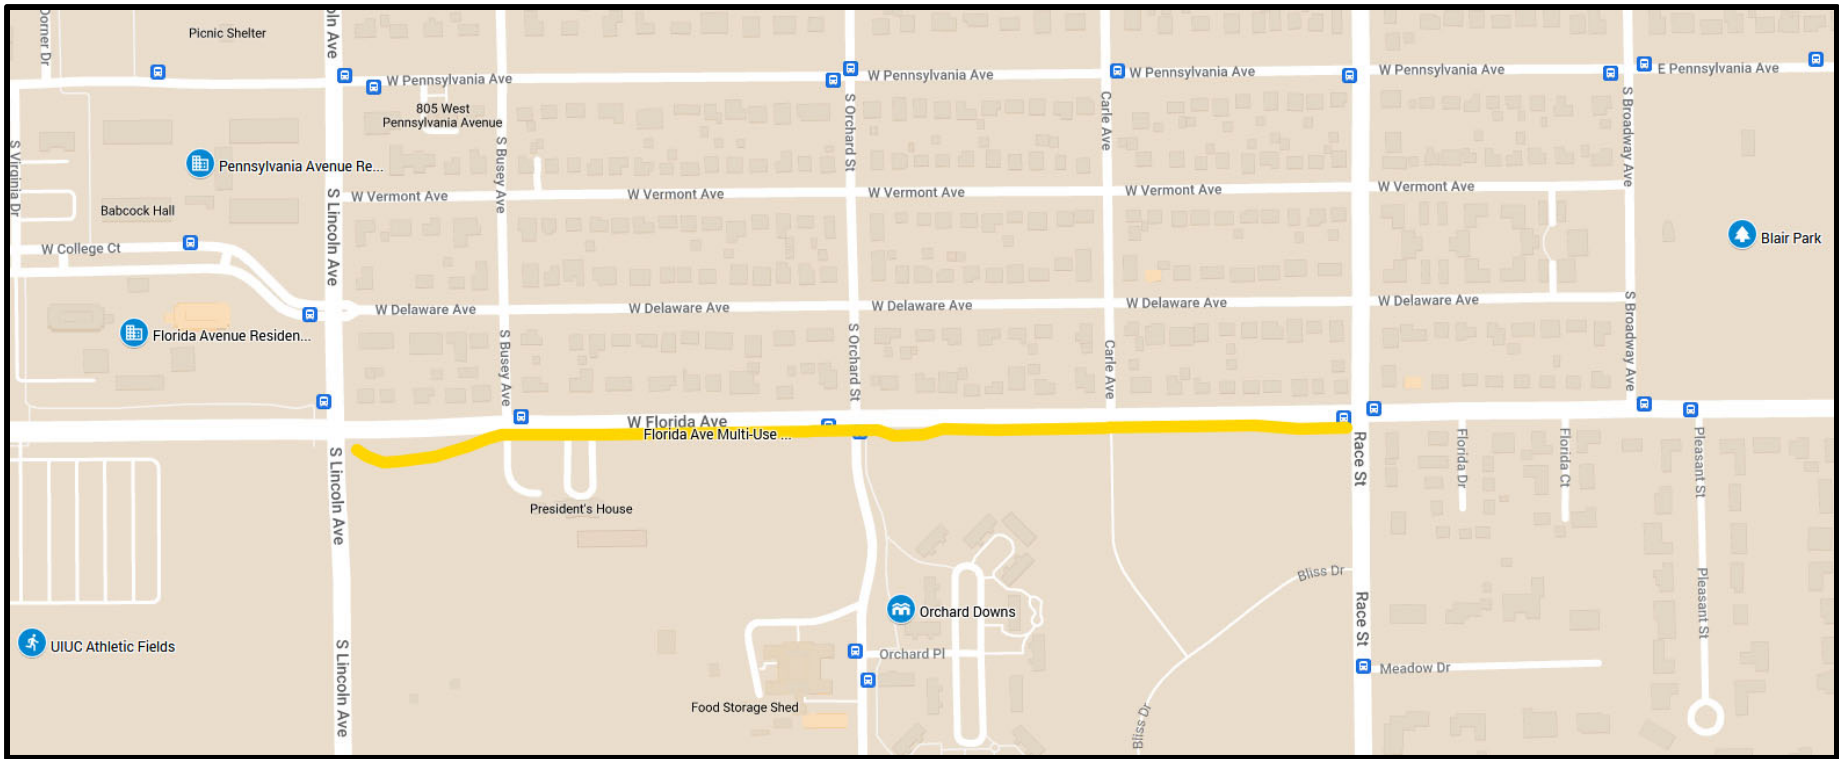 Dorner Dr
Picnic Shelter
oln Ave
W Pennsylvania Ave
W Pennsylvania Ave
W Pennsylvania Ave
W Pennsylvania Ave
E Pennsylvania Ave
805 West
Pennsylvania Avenue
S Orchard St
Carle Ave
S Broadway Ave
S Virginia Dr
Pennsylvania Avenue Re...
S Busey Ave
W Vermont Ave
W Vermont Ave
W Vermont Ave
W Vermont Ave
W Vermont Ave
Babcock Hall
S Lincoln Ave
W College Ct
Blair Park
W Delaware Ave
W Delaware Ave
W Delaware Ave
W Delaware Ave
W Delaware Ave
Florida Avenue Residen...
S Busey Ave
S Orchard St
Carle Ave
S Broadway Ave
W Florida Ave
Florida Ave Multi-Use ...
S Lincoln Ave
Race St
Florida Dr
Florida Ct
Pleasant St
President's House
Bliss Dr
Orchard Downs
Race St
Pleasant St
UIUC Athletic Fields
S Lincoln Ave
Orchard Pl
Meadow Dr
Food Storage Shed
Bliss Dr